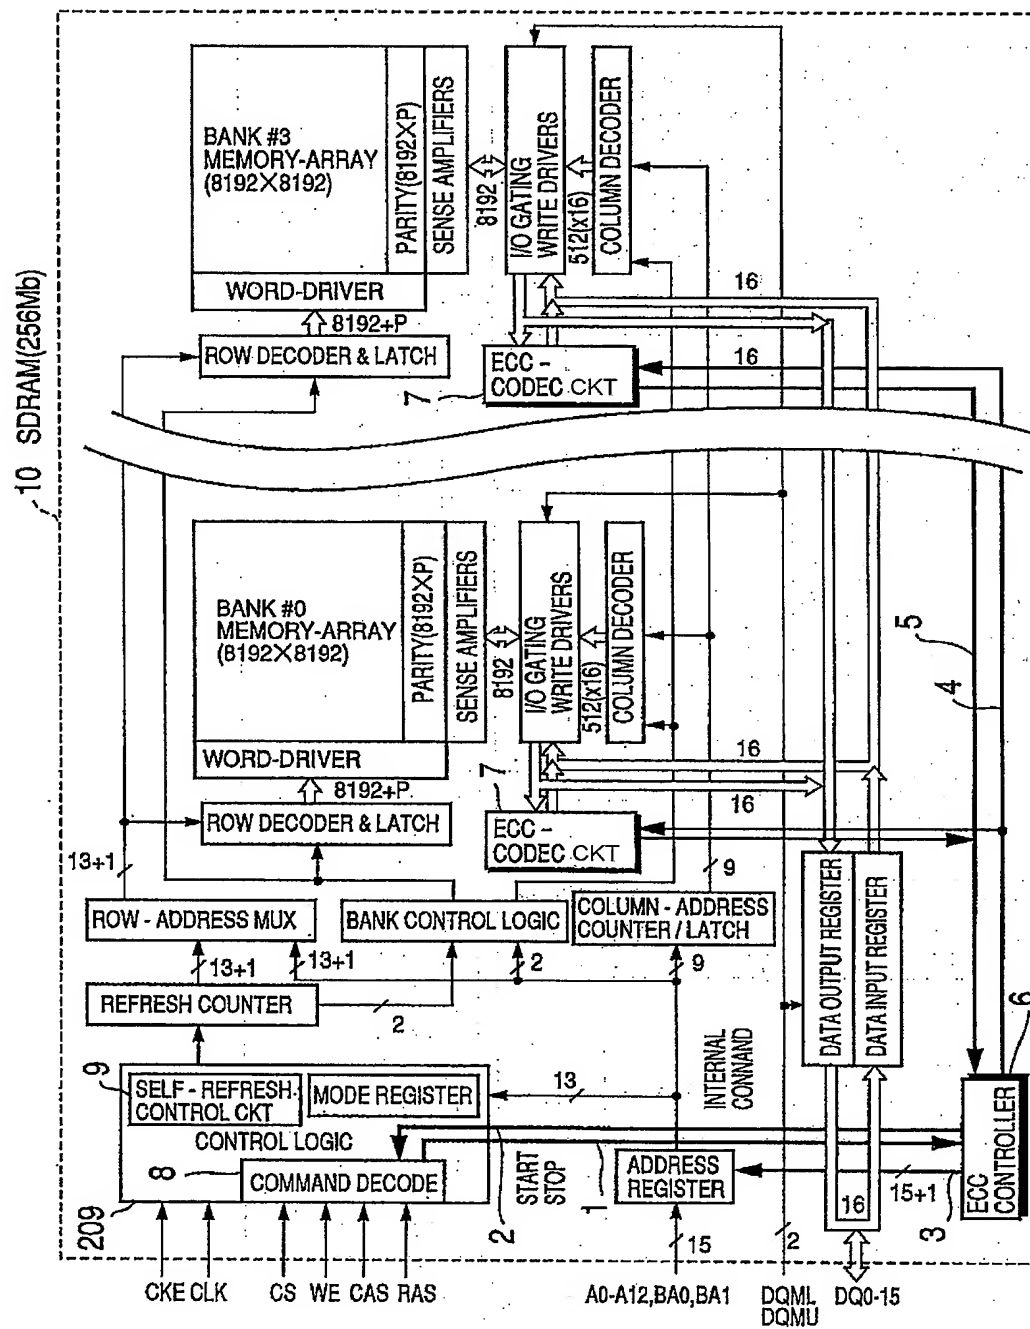 10 SDRAM(256Mb)
BANK #3
MEMORY-ARRAY
(8192X8192)
PARITY(8192XP)
SENSE AMPLIFIERS
WORD-DRIVER
8192+P
ROW DECODER & LATCH
8192
I/O GATING
WRITE DRIVERS
512(x16)
COLUMN DECODER
16
ECC -
CODEC CKT
7
16
BANK #0
MEMORY-ARRAY
(8192X8192)
PARITY(8192XP)
SENSE AMPLIFIERS
WORD-DRIVER
8192+P
ROW DECODER & LATCH
8192
I/O GATING
WRITE DRIVERS
512(x16)
COLUMN DECODER
16
ECC -
CODEC CKT
7
16
5
4
13+1
ROW - ADDRESS MUX
BANK CONTROL LOGIC
COLUMN - ADDRESS
COUNTER / LATCH
9
13+1
13+1
2
9
REFRESH COUNTER
2
DATA OUTPUT REGISTER
DATA INPUT REGISTER
6
9
SELF - REFRESH
CONTROL CKT
MODE REGISTER
CONTROL LOGIC
8
COMMAND DECODE
209
13
INTERNAL
CONNAND
START
STOP
2
1
ADDRESS
REGISTER
15+1
3
ECC
CONTROLLER
16
15
2
CKE
CLK
CS
WE
CAS
RAS
A0-A12,BA0,BA1
DQML
DQMU
DQ0-15